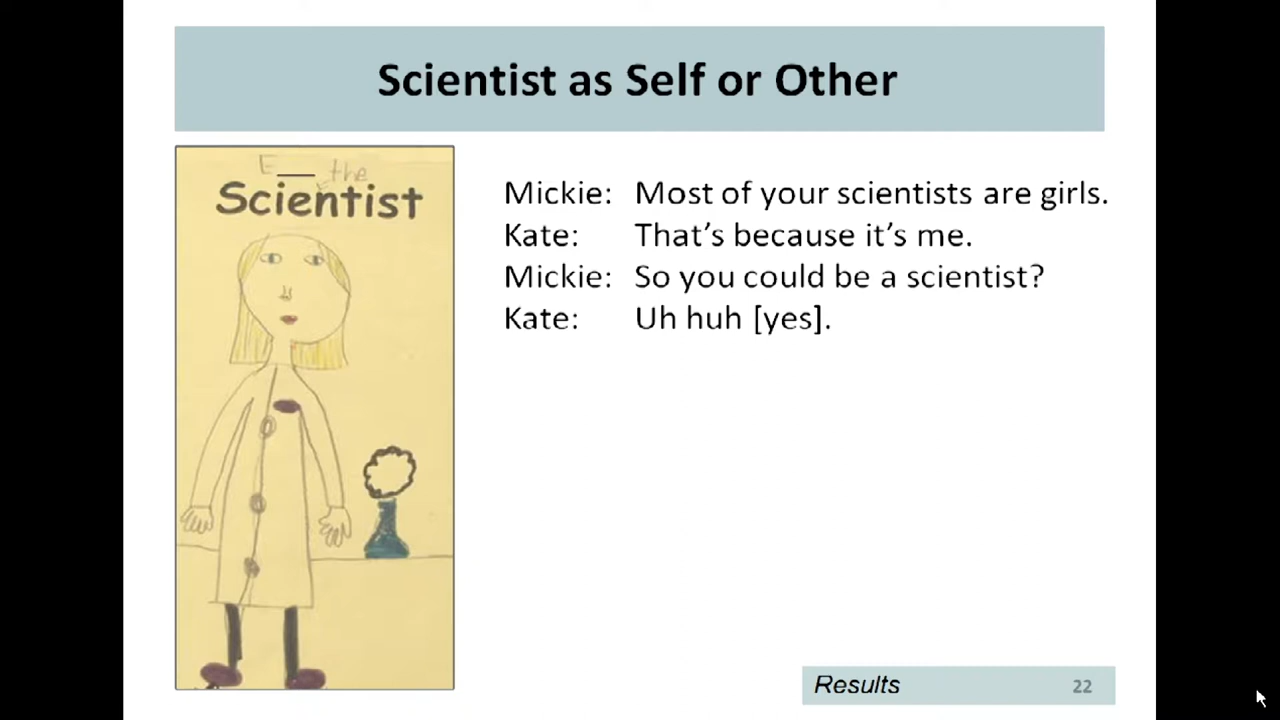 Scientist as Self or Other
E___ the
Scientist
Mickie: Most of your scientists are girls.
Kate: That's because it's me.
Mickie: So you could be a scientist?
Kate: Uh huh [yes].
Results 22